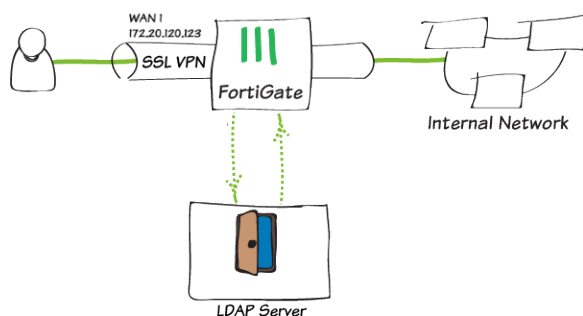 WAN 1
172.20.120.123
SSL VPN
FortiGate
Internal Network
LDAP Server